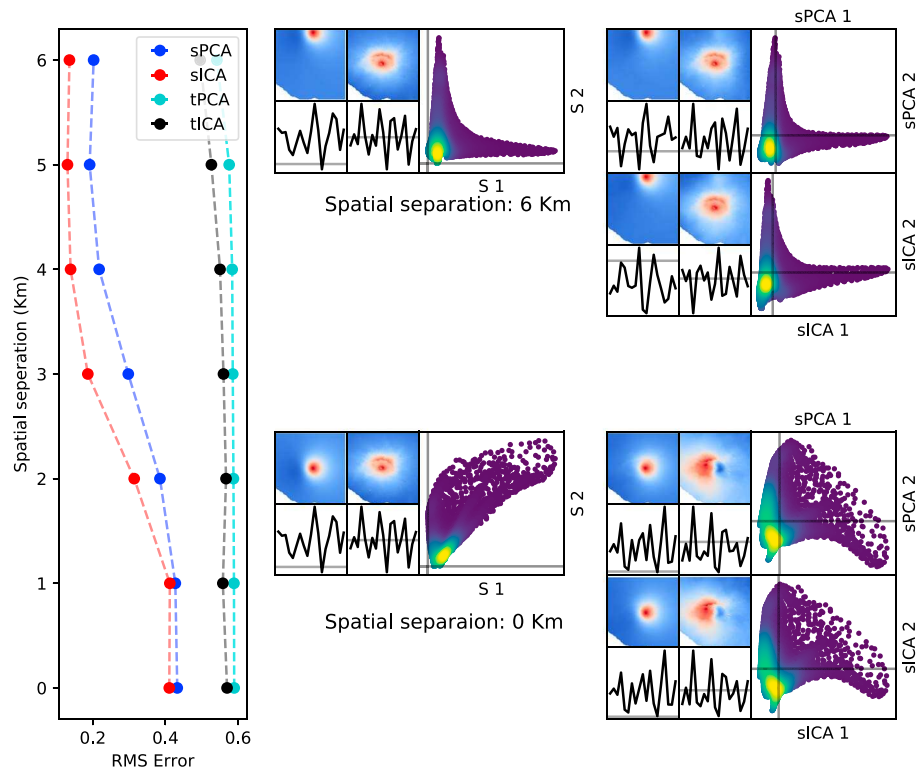 sPCA 1
6
5
4
3
2
1
0
Spatial seperation (Km)
0.2
0.4
0.6
RMS Error
sPCA
sICA
tPCA
tICA
S 2
S 1
Spatial separation: 6 Km
sPCA 2
sICA 2
sICA 1
S 2
S 1
Spatial separaion: 0 Km
sPCA 1
sPCA 2
sICA 2
sICA 1